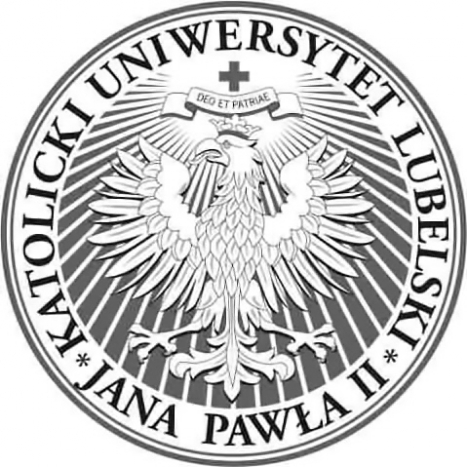 KATOLICKI UNIWERSYTET LUBELSKI
* JANA PAWŁA II *
DEO ET PATRIAE